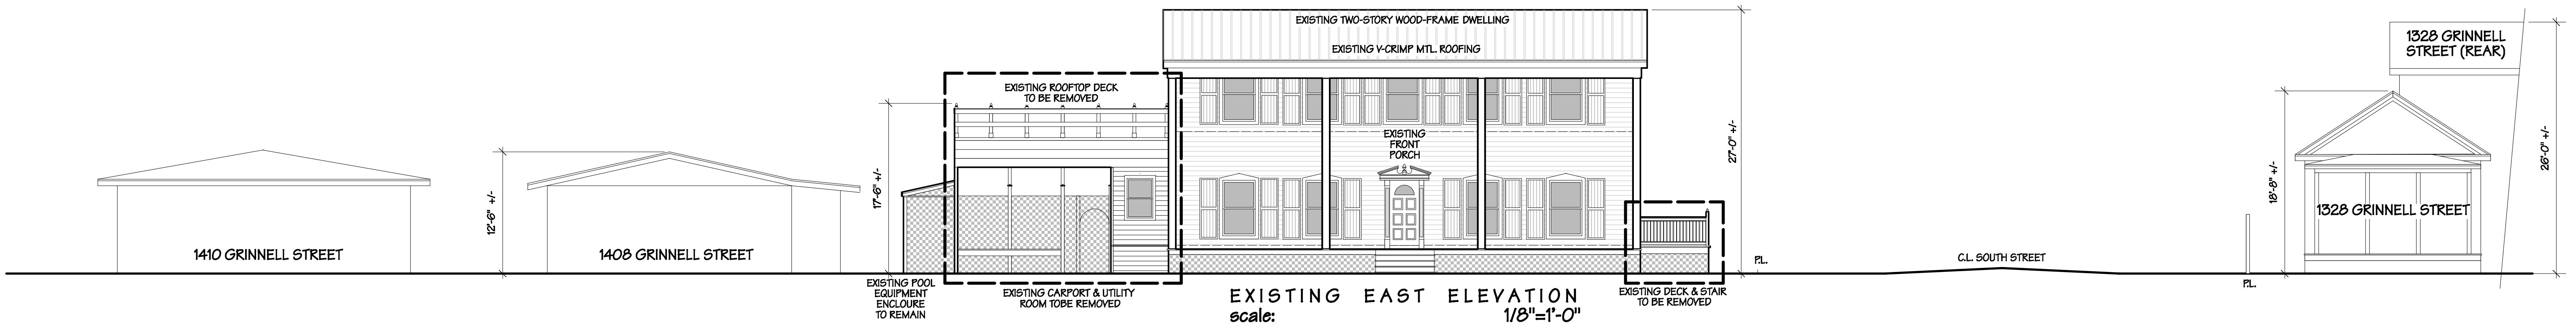 EXISTING TWO-STORY WOOD-FRAME DWELLING
EXISTING V-CRIMP MTL. ROOFING
1328 GRINNELL
STREET (REAR)
EXISTING ROOFTOP DECK
TO BE REMOVED
EXISTING
FRONT
PORCH
27'-0" +/-
26'-0" +/-
17'-6" +/-
18'-8" +/-
12'-6" +/-
1410 GRINNELL STREET
1408 GRINNELL STREET
1328 GRINNELL STREET
P.L.
C.L. SOUTH STREET
P.L.
EXISTING POOL
EQUIPMENT
ENCLOURE
TO REMAIN
EXISTING CARPORT & UTILITY
ROOM TOBE REMOVED
EXISTING DECK & STAIR
TO BE REMOVED
EXISTING EAST ELEVATION
scale: 1/8"=1'-0"